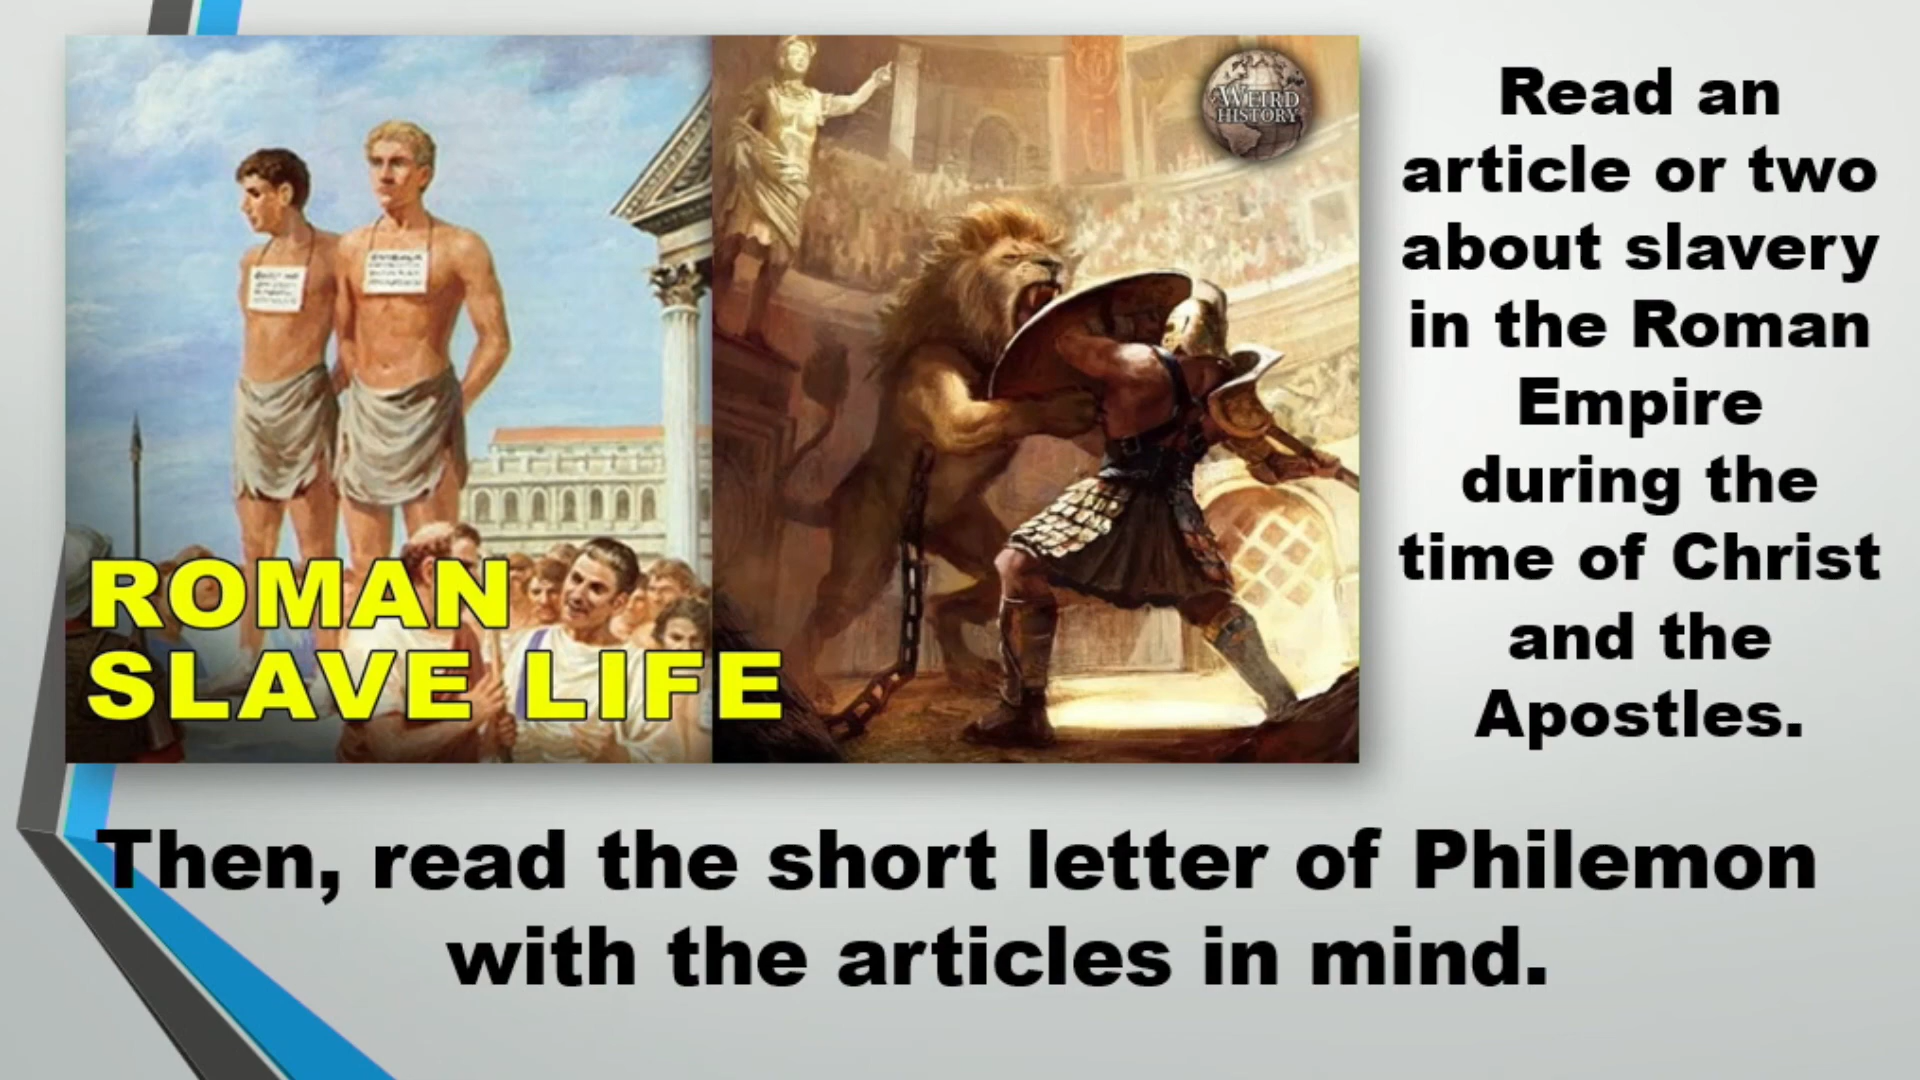 WEIRD
HISTORY
ROMAN
SLAVE LIFE
Read an
article or two
about slavery
in the Roman
Empire
during the
time of Christ
and the
Apostles.
Then, read the short letter of Philemon
with the articles in mind.